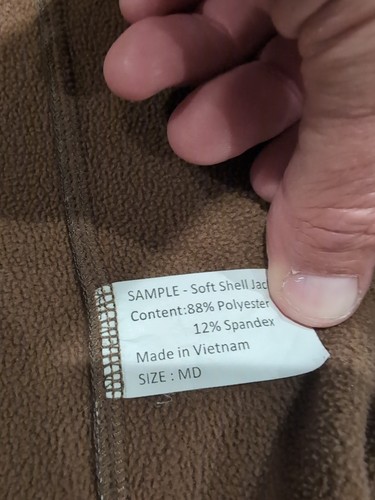 SAMPLE - Soft Shell Jac
Content:88% Polyester
12% Spandex
Made in Vietnam
SIZE : MD